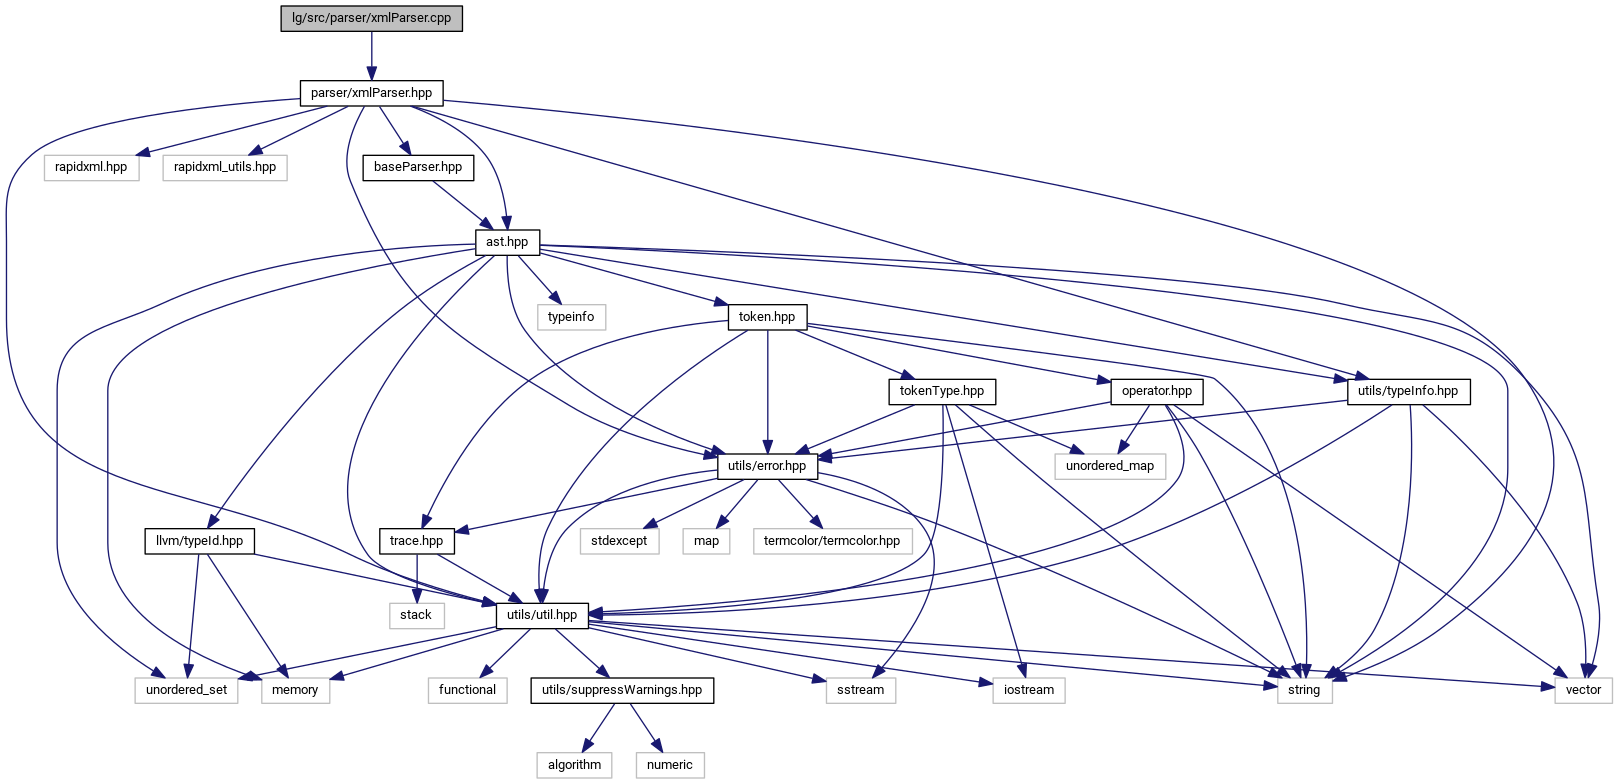 lg/src/parser/xmlParser.cpp
parser/xmlParser.hpp
rapidxml.hpp
rapidxml_utils.hpp
baseParser.hpp
ast.hpp
typeinfo
token.hpp
tokenType.hpp
operator.hpp
utils/typeInfo.hpp
utils/error.hpp
unordered_map
llvm/typeId.hpp
trace.hpp
stdexcept
map
termcolor/termcolor.hpp
stack
utils/util.hpp
unordered_set
memory
functional
utils/suppressWarnings.hpp
sstream
iostream
string
vector
algorithm
numeric